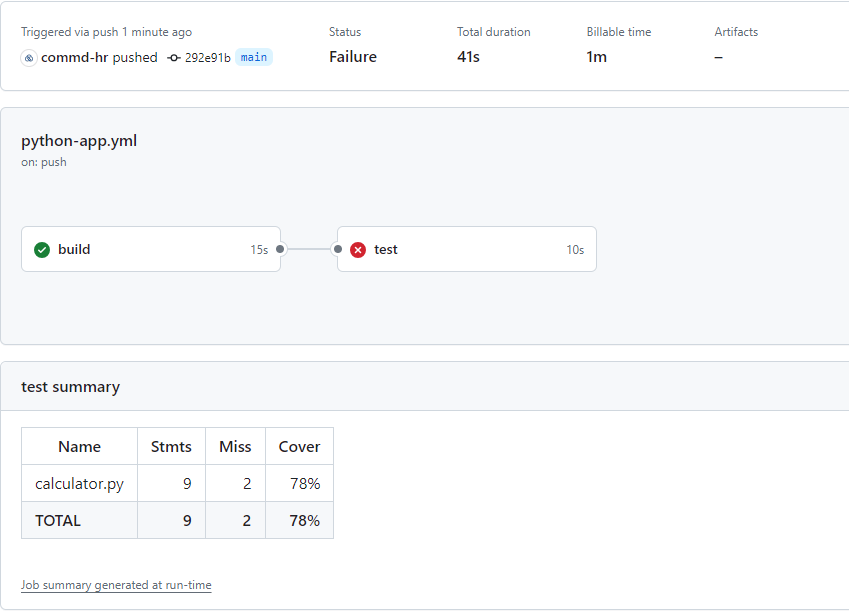 Triggered via push 1 minute ago Status Total duration Billable time Artifacts
commd-hr pushed 292e91b main Failure 41s 1m –
python-app.yml
on: push
build 15s test 10s
test summary
Name Stmts Miss Cover
calculator.py 9 2 78%
TOTAL 9 2 78%
Job summary generated at run-time